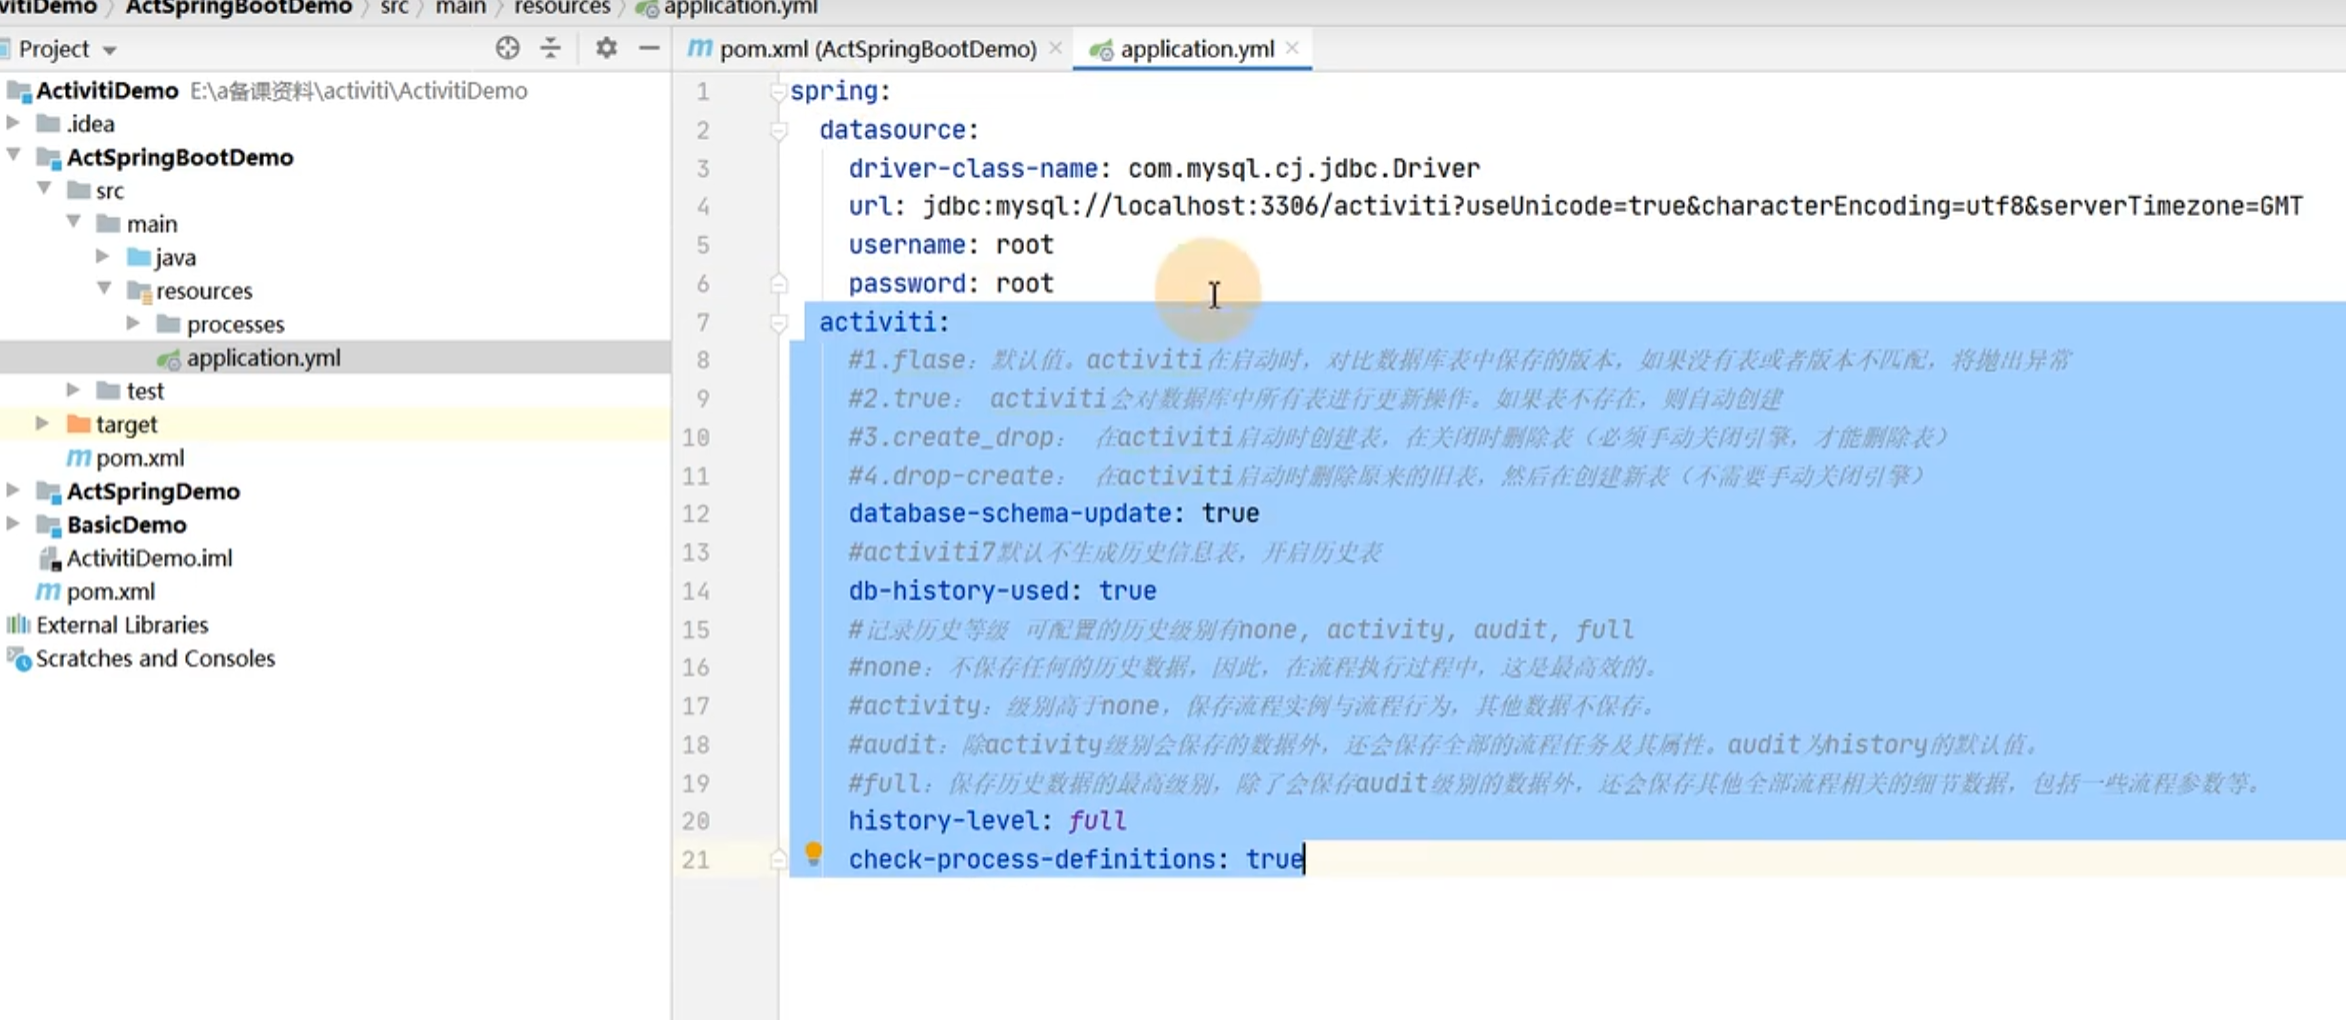 ActSpringBootDemo src main resources application.yml
Project
pom.xml (ActSpringBootDemo) application.yml
ActivitiDemo E:\a备课资料\activiti\ActivitiDemo
.idea
ActSpringBootDemo
src
main
java
resources
processes
application.yml
test
target
pom.xml
ActSpringDemo
BasicDemo
ActivitiDemo.iml
pom.xml
External Libraries
Scratches and Consoles
1 spring:
2 datasource:
3 driver-class-name: com.mysql.cj.jdbc.Driver
4 url: jdbc:mysql://localhost:3306/activiti?useUnicode=true&characterEncoding=utf8&serverTimezone=GMT
5 username: root
6 password: root
7 activiti:
8 #1.flase：默认值。activiti在启动时，对比数据库表中保存的版本，如果没有表或者版本不匹配，将抛出异常
9 #2.true： activiti会对数据库中所有表进行更新操作。如果表不存在，则自动创建
10 #3.create_drop： 在activiti启动时创建表，在关闭时删除表（必须手动关闭引擎，才能删除表）
11 #4.drop-create： 在activiti启动时删除原来的旧表，然后在创建新表（不需要手动关闭引擎）
12 database-schema-update: true
13 #activiti7默认不生成历史信息表，开启历史表
14 db-history-used: true
15 #记录历史等级 可配置的历史级别有none, activity, audit, full
16 #none：不保存任何的历史数据，因此，在流程执行过程中，这是最高效的。
17 #activity：级别高于none，保存流程实例与流程行为，其他数据不保存。
18 #audit：除activity级别会保存的数据外，还会保存全部的流程任务及其属性。audit为history的默认值。
19 #full：保存历史数据的最高级别，除了会保存audit级别的数据外，还会保存其他全部流程相关的细节数据，包括一些流程参数等。
20 history-level: full
21 check-process-definitions: true